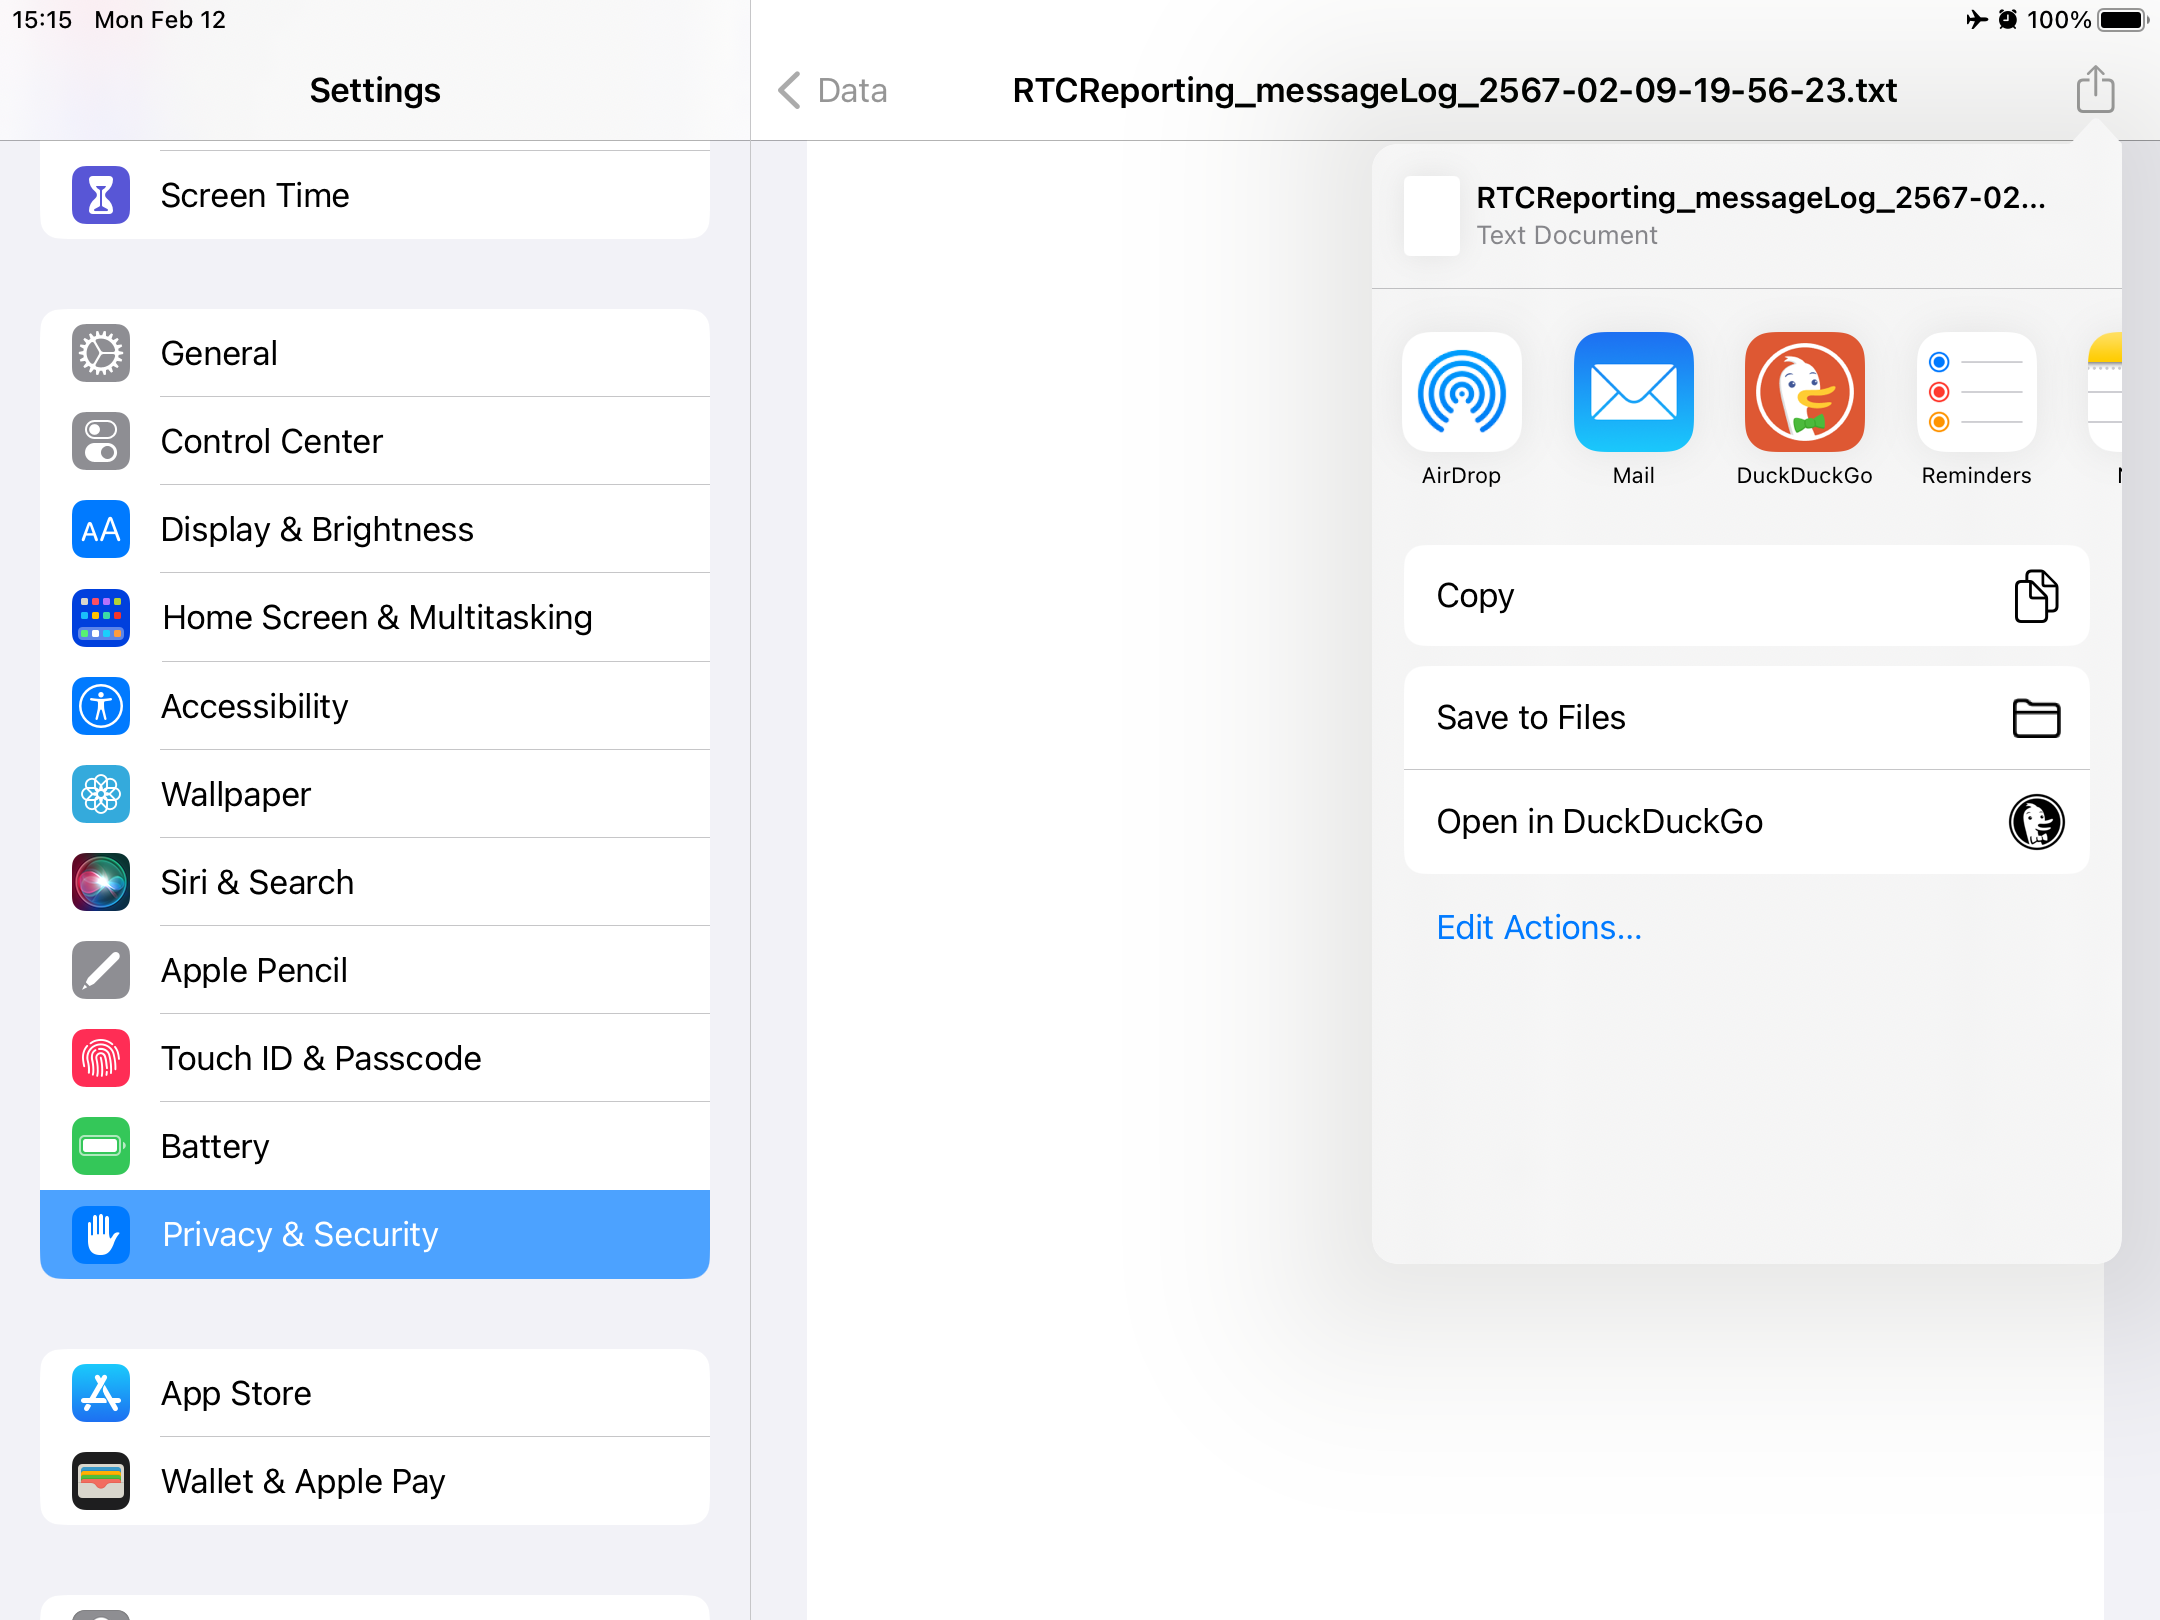 15:15 Mon Feb 12
100%
Settings
Screen Time
General
Control Center
AA Display & Brightness
Home Screen & Multitasking
Accessibility
Wallpaper
Siri & Search
Apple Pencil
Touch ID & Passcode
Battery
Privacy & Security
App Store
Wallet & Apple Pay
Data
RTCReporting_messageLog_2567-02-09-19-56-23.txt
RTCReporting_messageLog_2567-02...
Text Document
AirDrop
Mail
DuckDuckGo
Reminders
Copy
Save to Files
Open in DuckDuckGo
Edit Actions...